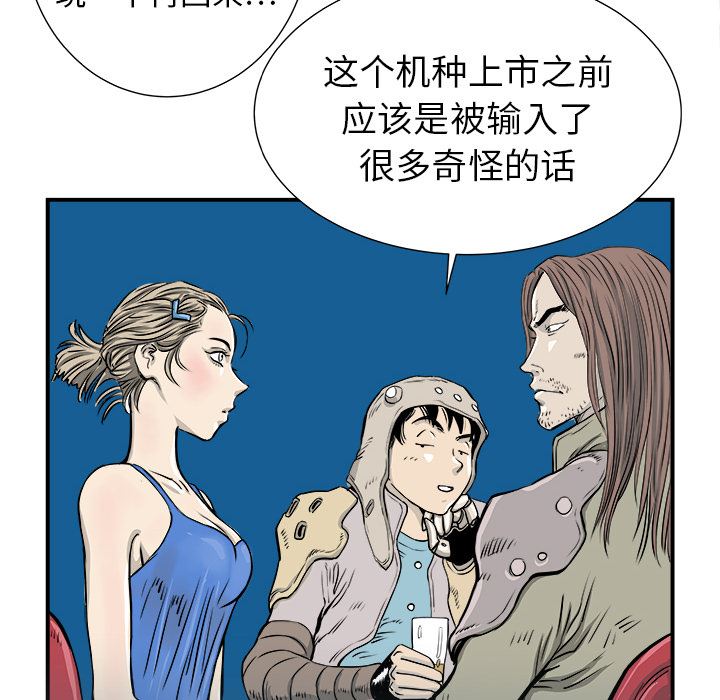 这个机种上市之前
应该是被输入了
很多奇怪的话